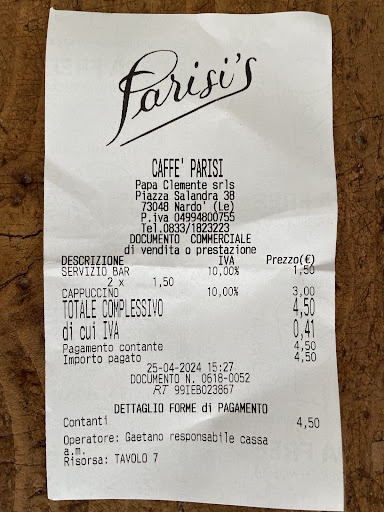 Parisi's
CAFFE' PARISI
Papa Clemente srls
Piazza Salandra 38
73048 Nardo' (Le)
P.iva 04994800755
Tel.0833/1823223
DOCUMENTO COMMERCIALE
di vendita o prestazione
DESCRIZIONE IVA Prezzo(€)
SERVIZIO BAR 10,00% 1,50
2 x 1,50
CAPPUCCINO 10,00% 3,00
TOTALE COMPLESSIVO 4,50
di cui IVA 0,41
Pagamento contante 4,50
Importo pagato 4,50
25-04-2024 15:27
DOCUMENTO N. 0618-0052
RT 99IEB023867
DETTAGLIO FORME di PAGAMENTO
Contanti 4,50
Operatore: Gaetano responsabile cassa
a.m.
Risorsa: TAVOLO 7